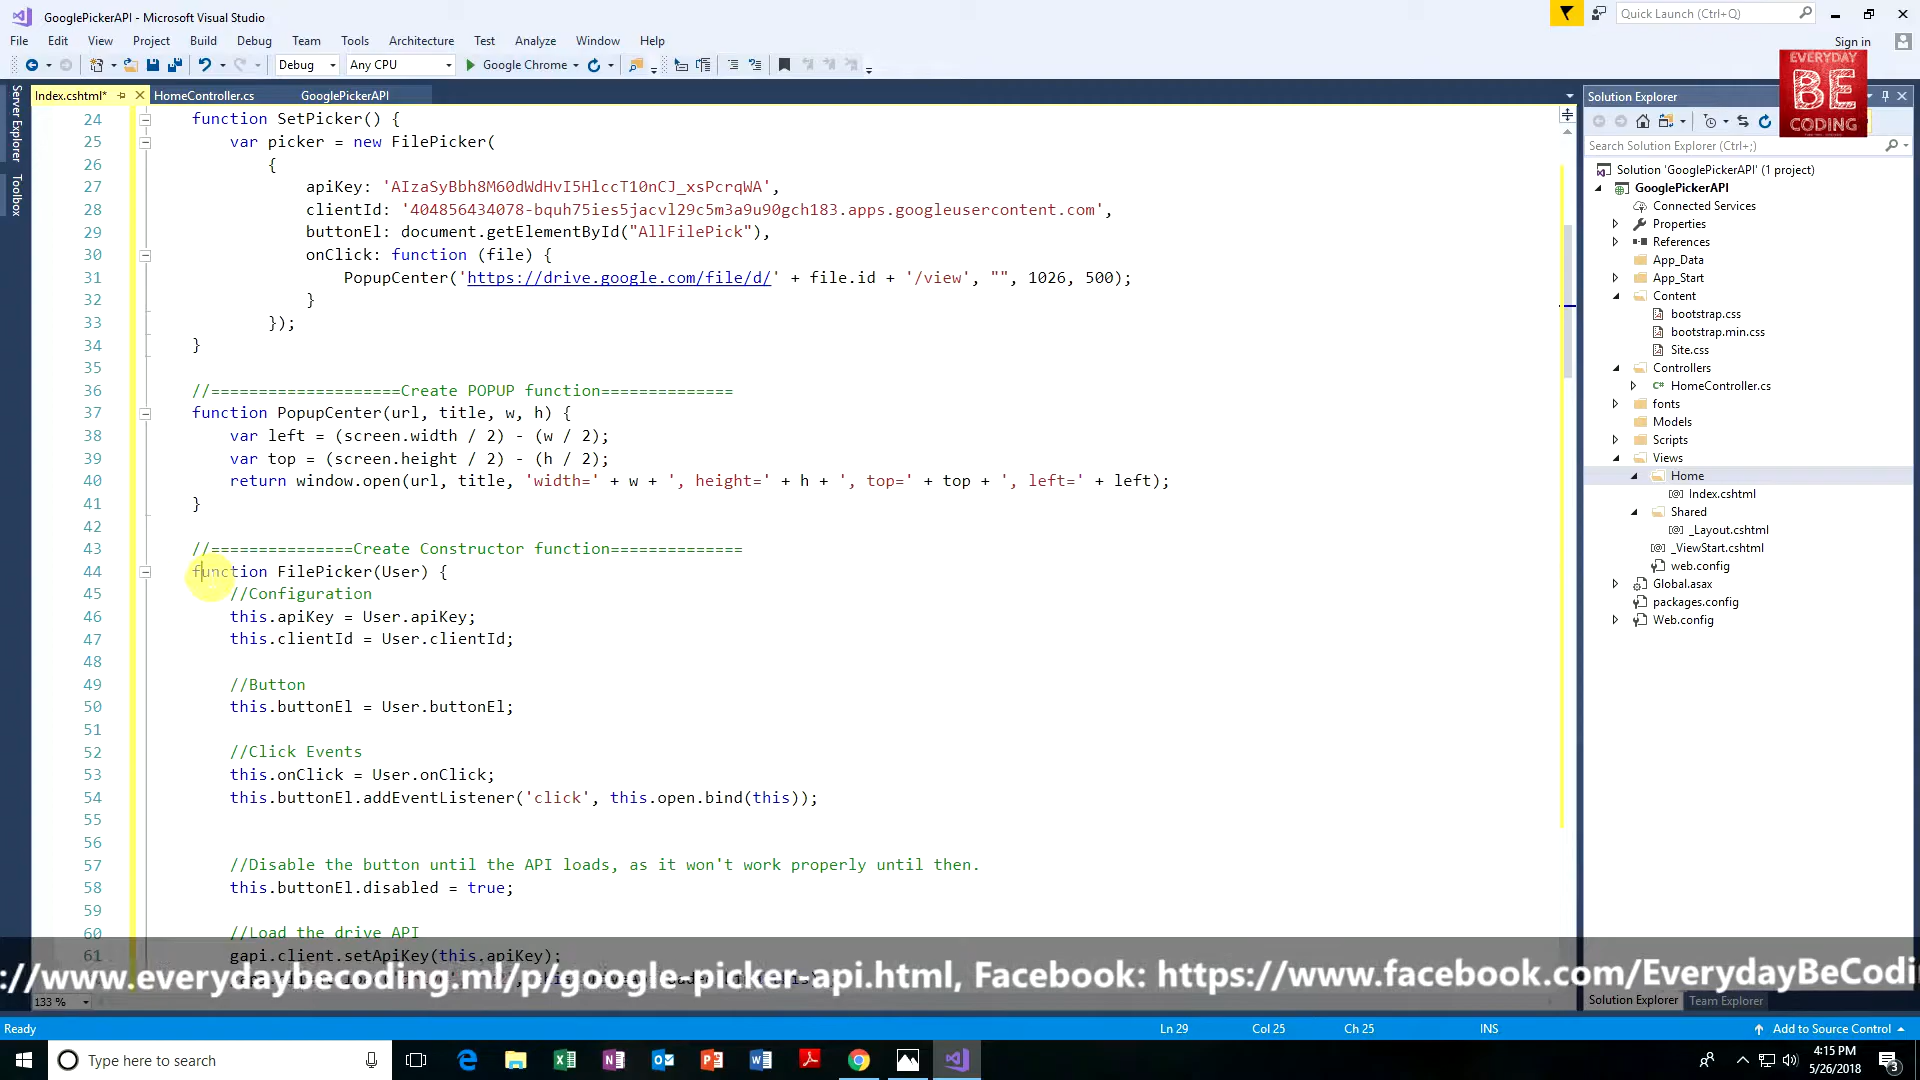 GooglePickerAPI - Microsoft Visual Studio
Quick Launch (Ctrl+Q)
File Edit View Project Build Debug Team Tools Architecture Test Analyze Window Help
Sign in
Debug Any CPU Google Chrome
EVERYDAY
BE
CODING
Server Explorer
Toolbox
Index.cshtml* HomeController.cs GooglePickerAPI
24 function SetPicker() {
25 var picker = new FilePicker(
26 {
27 apiKey: 'AIzaSyBbh8M60dWdHvI5HlccT10nCJ_xsPcrqWA',
28 clientId: '404856434078-bquh75ies5jacvl29c5m3a9u90gch183.apps.googleusercontent.com',
29 buttonEl: document.getElementById("AllFilePick"),
30 onClick: function (file) {
31 PopupCenter('https://drive.google.com/file/d/' + file.id + '/view', "", 1026, 500);
32 }
33 });
34 }
35
36 //====================Create POPUP function==============
37 function PopupCenter(url, title, w, h) {
38 var left = (screen.width / 2) - (w / 2);
39 var top = (screen.height / 2) - (h / 2);
40 return window.open(url, title, 'width=' + w + ', height=' + h + ', top=' + top + ', left=' + left);
41 }
42
43 //===============Create Constructor function==============
44 function FilePicker(User) {
45 //Configuration
46 this.apiKey = User.apiKey;
47 this.clientId = User.clientId;
48
49 //Button
50 this.buttonEl = User.buttonEl;
51
52 //Click Events
53 this.onClick = User.onClick;
54 this.buttonEl.addEventListener('click', this.open.bind(this));
55
56
57 //Disable the button until the API loads, as it won't work properly until then.
58 this.buttonEl.disabled = true;
59
60 //Load the drive API
61 gapi.client.setApiKey(this.apiKey);
://www.everydaybecoding.ml/p/google-picker-api.html, Facebook: https://www.facebook.com/EverydayBeCodi
133 %
Solution Explorer
Search Solution Explorer (Ctrl+;)
Solution 'GooglePickerAPI' (1 project)
GooglePickerAPI
Connected Services
Properties
References
App_Data
App_Start
Content
bootstrap.css
bootstrap.min.css
Site.css
Controllers
HomeController.cs
fonts
Models
Scripts
Views
Home
Index.cshtml
Shared
_Layout.cshtml
_ViewStart.cshtml
web.config
Global.asax
packages.config
Web.config
Solution Explorer Team Explorer
Ready Ln 29 Col 25 Ch 25 INS Add to Source Control
Type here to search
4:15 PM
5/26/2018
3